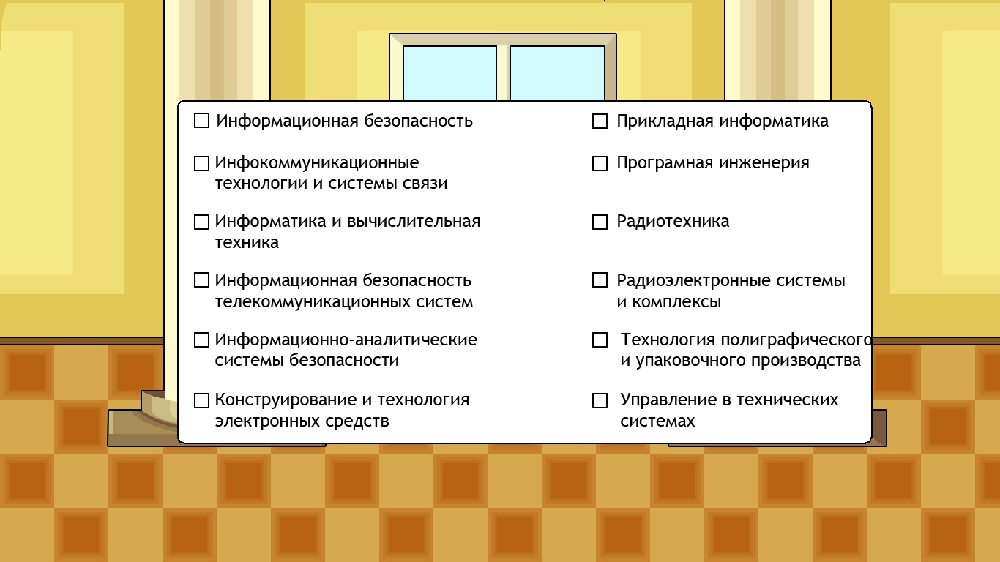 Информационная безопасность
Инфокоммуникационные
технологии и системы связи
Информатика и вычислительная
техника
Информационная безопасность
телекоммуникационных систем
Информационно-аналитические
системы безопасности
Конструирование и технология
электронных средств
Прикладная информатика
Програмная инженерия
Радиотехника
Радиоэлектронные системы
и комплексы
Технология полиграфического
и упаковочного производства
Управление в технических
системах